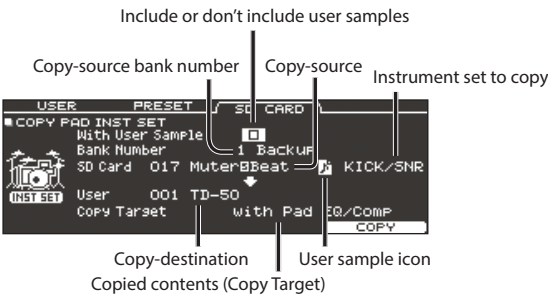 Include or don't include user samples
Copy-source bank number
Copy-source
Instrument set to copy
USER PRESET SD CARD
COPY PAD INST SET
With User Sample
Bank Number 1 Backup
SD Card 017 Muter Beat KICK/SNR
INST SET
User 001 TD-50
Copy Target with Pad EQ/Comp
COPY
Copy-destination
User sample icon
Copied contents (Copy Target)